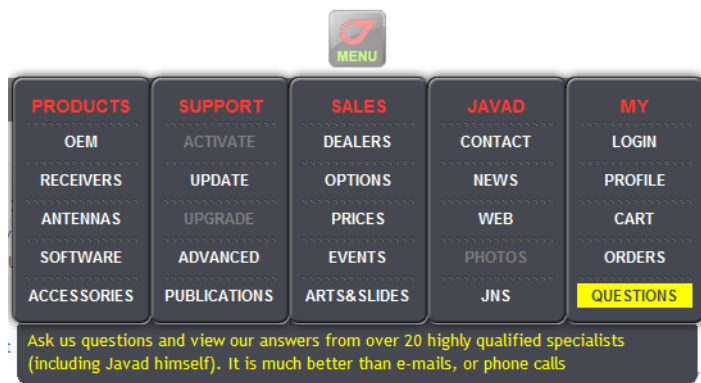 MENU
PRODUCTS SUPPORT SALES JAVAD MY
OEM ACTIVATE DEALERS CONTACT LOGIN
RECEIVERS UPDATE OPTIONS NEWS PROFILE
ANTENNAS UPGRADE PRICES WEB CART
SOFTWARE ADVANCED EVENTS PHOTOS ORDERS
ACCESSORIES PUBLICATIONS ARTS&SLIDES JNS QUESTIONS
Ask us questions and view our answers from over 20 highly qualified specialists
(including Javad himself). It is much better than e-mails, or phone calls